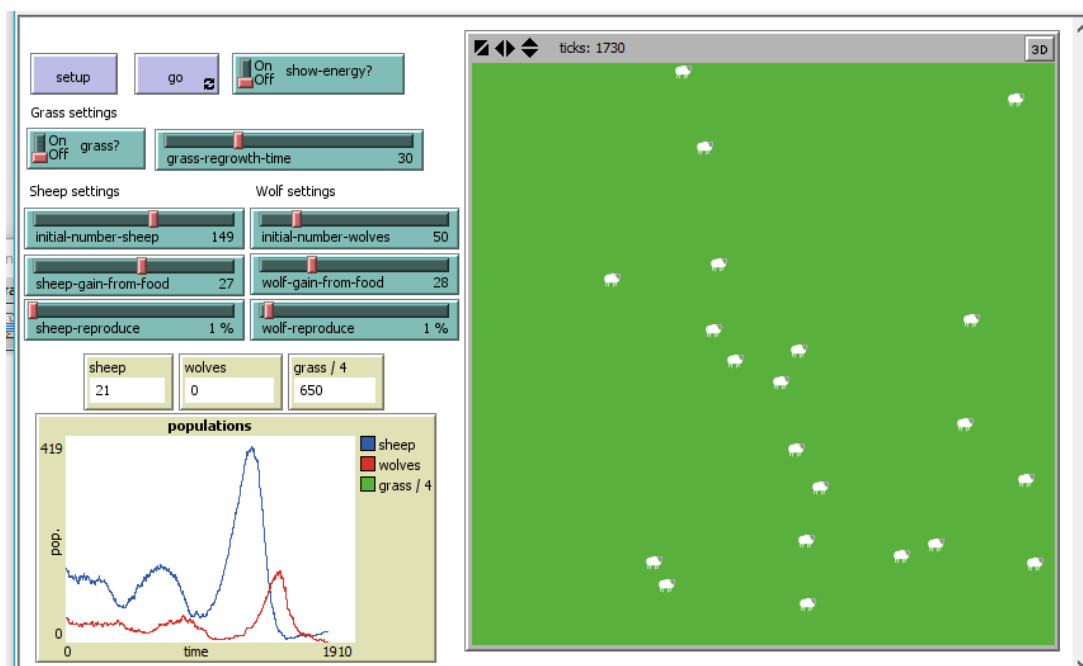 ticks: 1730
3D
setup
go
On
Off
show-energy?
Grass settings
On
Off
grass?
grass-regrowth-time 30
Sheep settings
Wolf settings
initial-number-sheep 149
initial-number-wolves 50
sheep-gain-from-food 27
wolf-gain-from-food 28
sheep-reproduce 1 %
wolf-reproduce 1 %
sheep
21
wolves
0
grass / 4
650
populations
419
pop.
0
0
time
1910
sheep
wolves
grass / 4